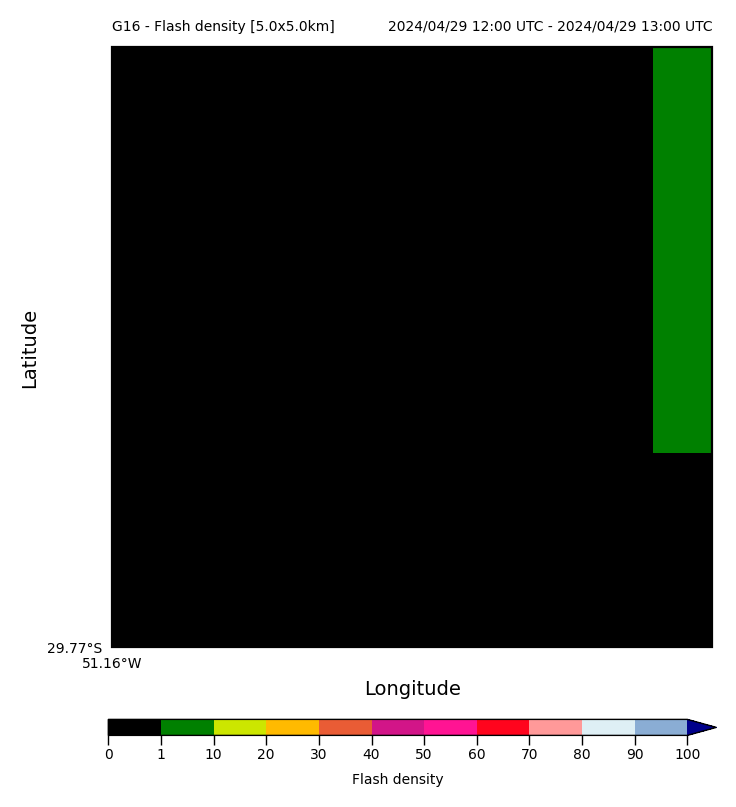 G16 - Flash density [5.0x5.0km] 2024/04/29 12:00 UTC - 2024/04/29 13:00 UTC
Latitude
29.77°S
51.16°W
Longitude
0 1 10 20 30 40 50 60 70 80 90 100
Flash density